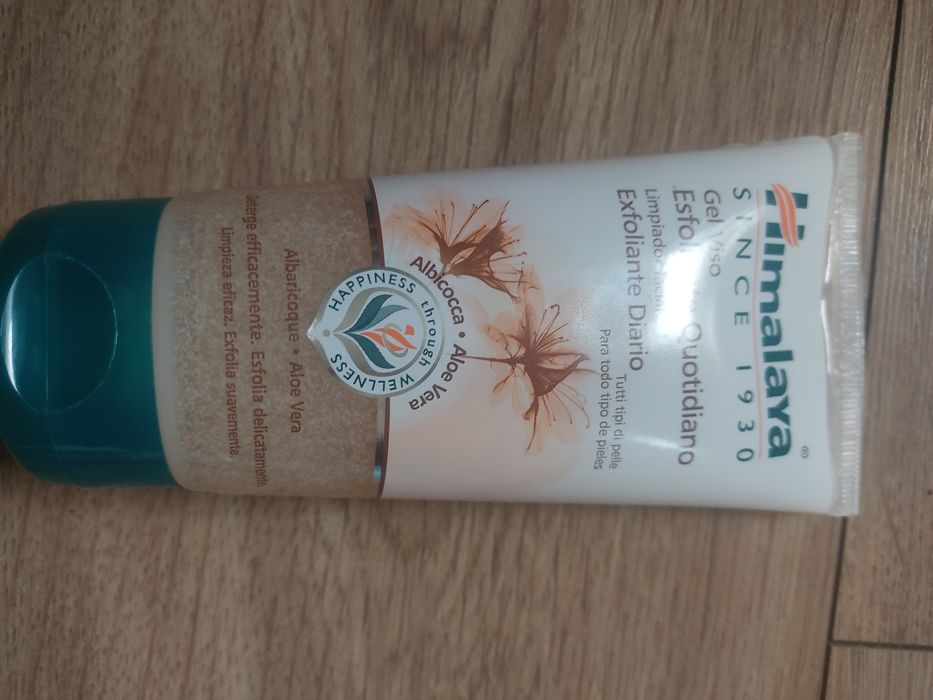 Himalaya®
SINCE 1930
Gel Viso
Esfoliante Quotidiano
Limpiador facial
Exfoliante Diario
Tutti tipi di pelle
Para todo tipo de pieles
Albicocca • Aloe Vera
HAPPINESS through WELLNESS
Albaricoque • Aloe Vera
Deterge efficacemente. Esfolia delicatamente.
Limpieza eficaz. Exfolia suavemente.